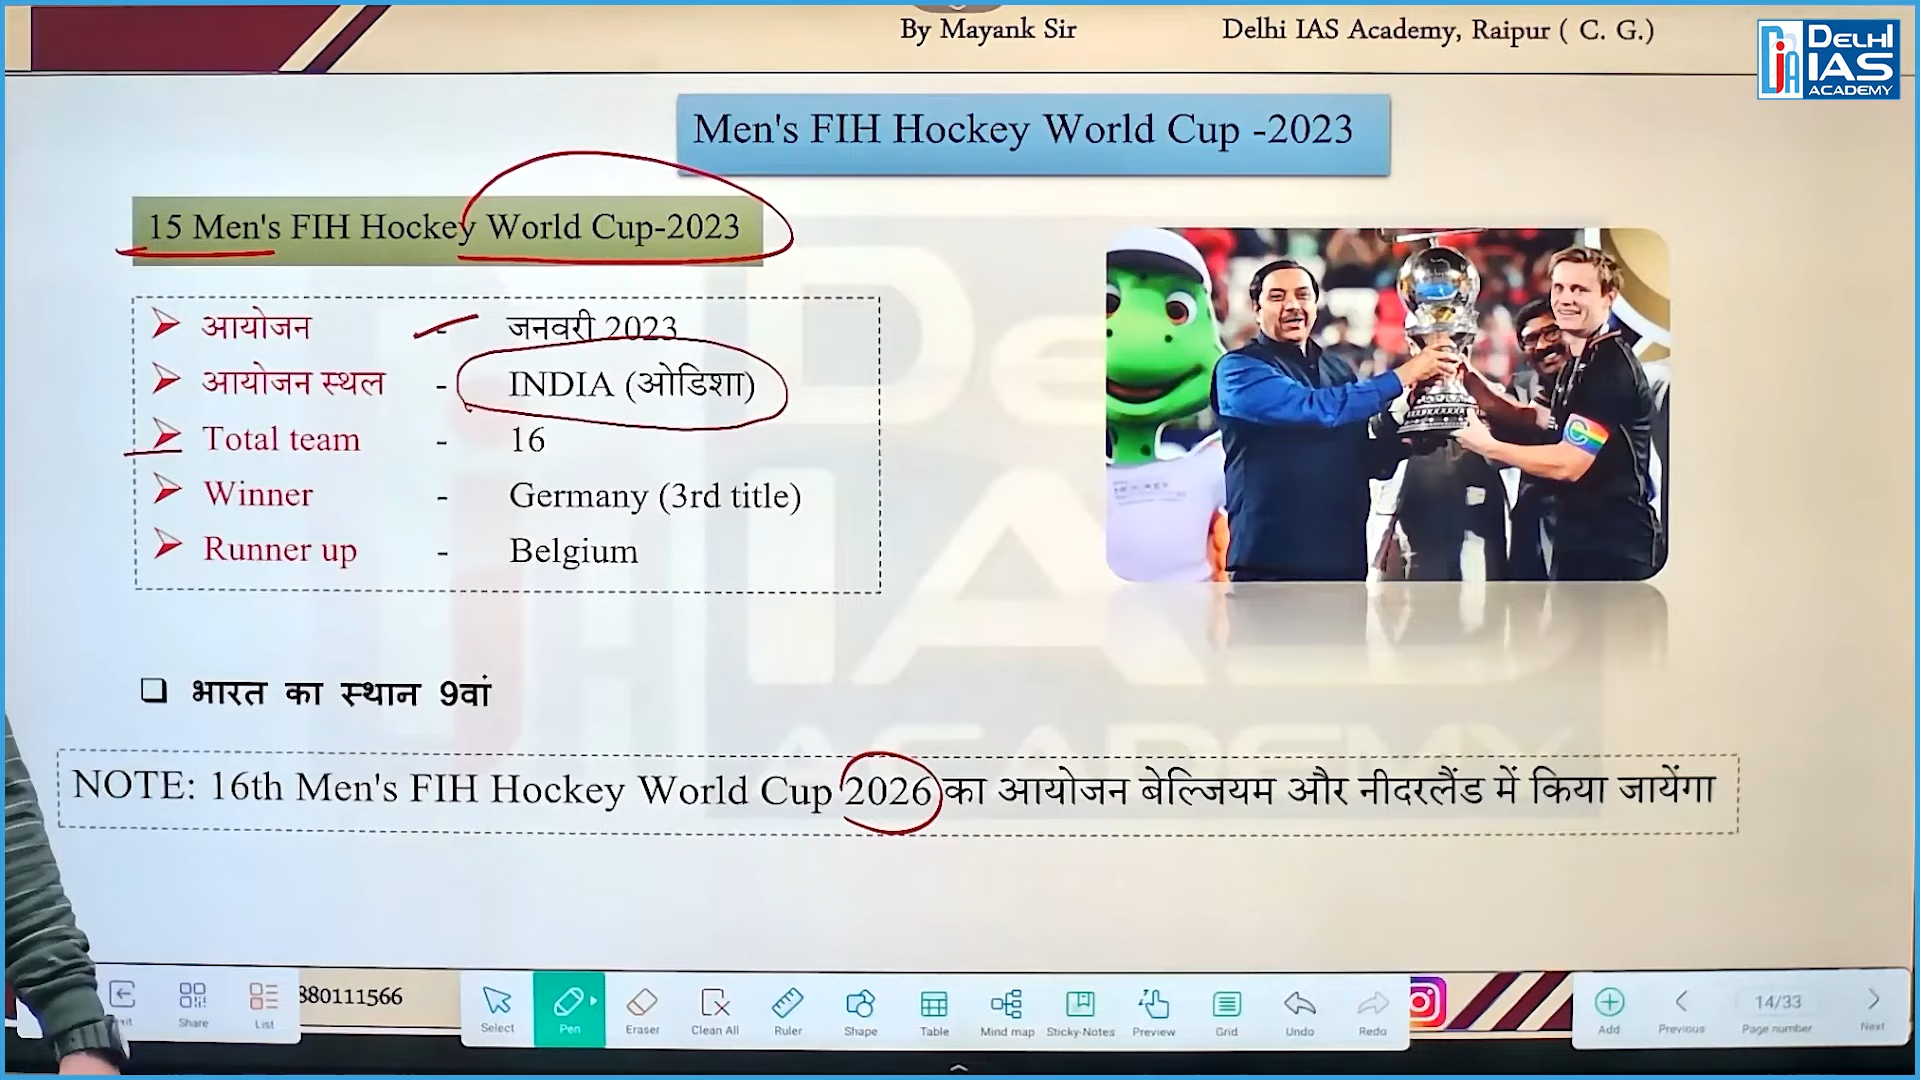 By Mayank Sir
Delhi IAS Academy, Raipur ( C. G.)
DELHI
IAS
ACADEMY
Men's FIH Hockey World Cup -2023
15 Men's FIH Hockey World Cup-2023
आयोजन - जनवरी 2023
आयोजन स्थल - INDIA (ओडिशा)
Total team - 16
Winner - Germany (3rd title)
Runner up - Belgium
भारत का स्थान 9वां
NOTE: 16th Men's FIH Hockey World Cup 2026 का आयोजन बेल्जियम और नीदरलैंड में किया जायेंगा
Share
List
880111566
Select
Pen
Eraser
Clean All
Ruler
Shape
Table
Mind map
Sticky-Notes
Preview
Grid
Undo
Redo
Add
Previous
14/33
Page number
Next